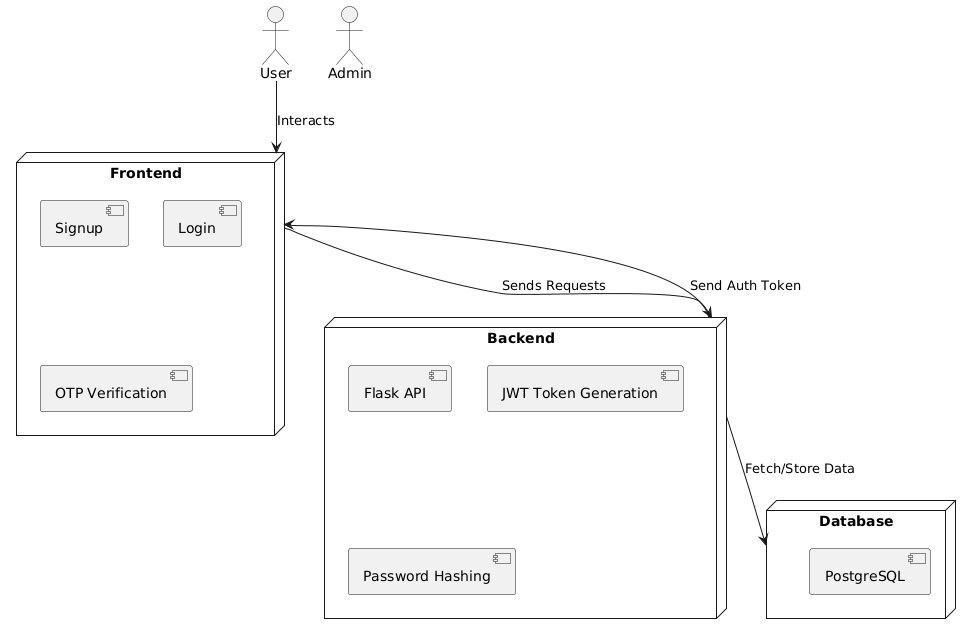 User
Admin
Interacts
Frontend
Signup
Login
Sends Requests
Send Auth Token
Backend
OTP Verification
Flask API
JWT Token Generation
Fetch/Store Data
Database
Password Hashing
PostgreSQL